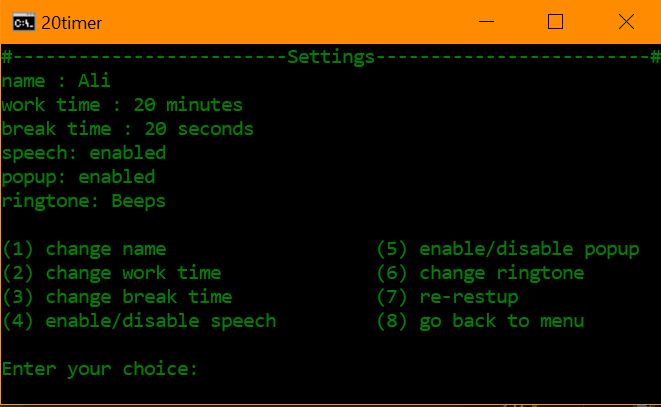 20timer
#-------------------------Settings-------------------------#
name : Ali
work time : 20 minutes
break time : 20 seconds
speech: enabled
popup: enabled
ringtone: Beeps
(1) change name (5) enable/disable popup
(2) change work time (6) change ringtone
(3) change break time (7) re-restup
(4) enable/disable speech (8) go back to menu
Enter your choice: